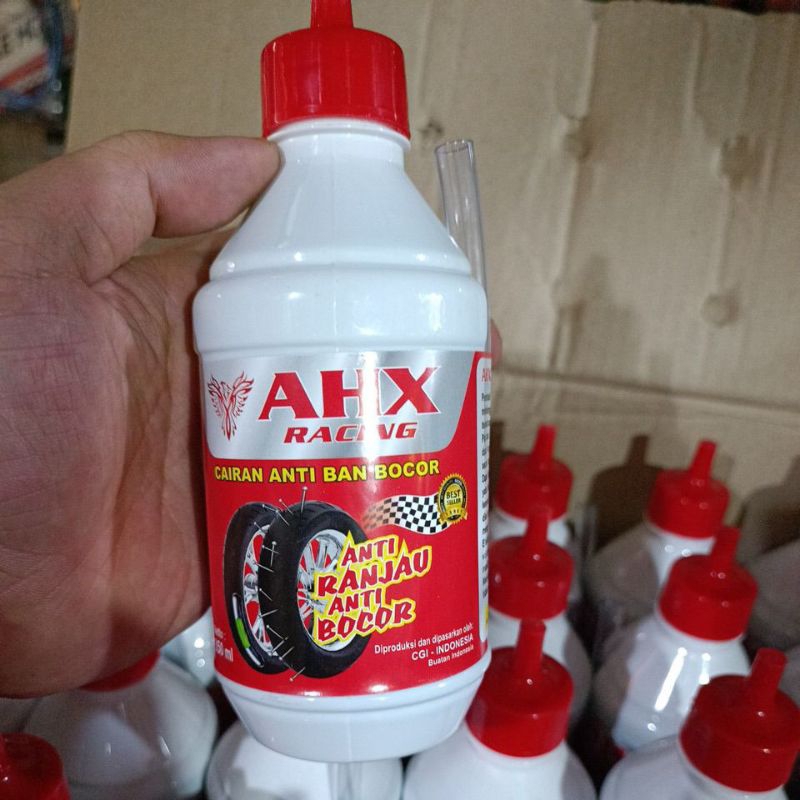 AHX
RACING
CAIRAN ANTI BAN BOCOR
BEST
SELLER
ANTI
RANJAU
ANTI
BOCOR
Diproduksi dan dipasarkan oleh:
CGI - INDONESIA
Buatan Indonesia